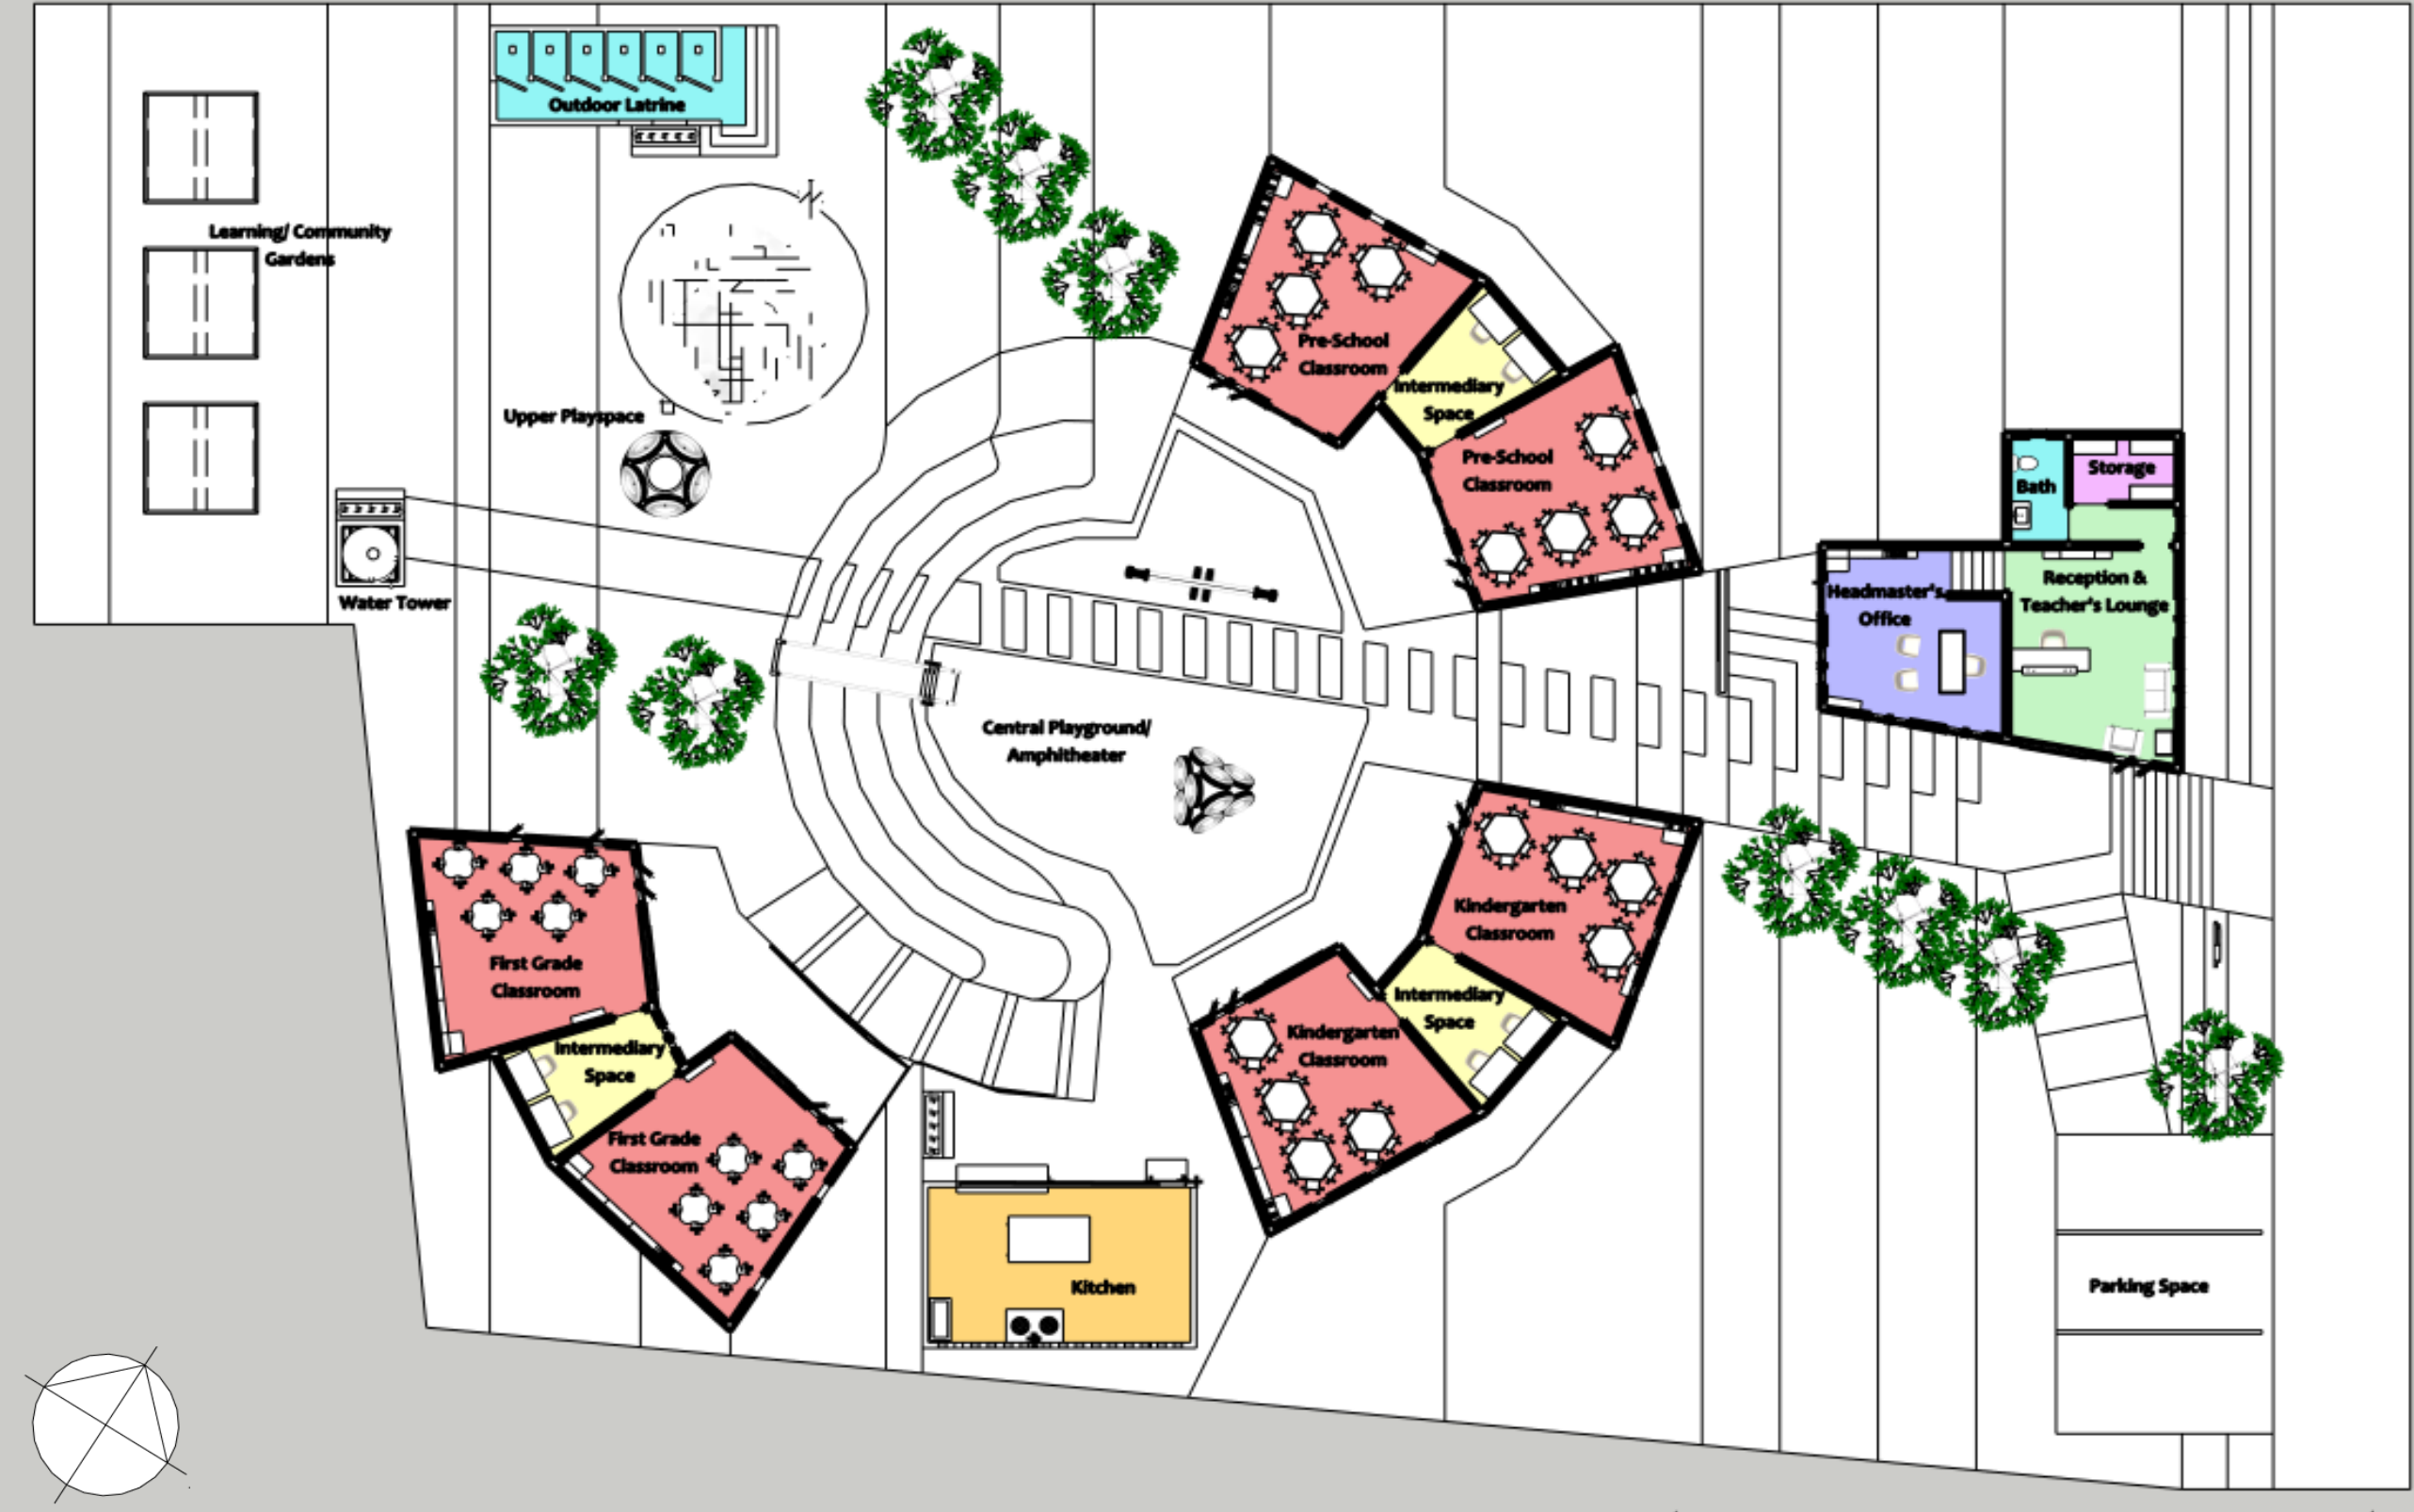 Outdoor Latrine
Learning/ Community
Gardens
Upper Playspace
Water Tower
Pre-School
Classroom
Intermediary
Space
Pre-School
Classroom
Storage
Bath
Reception &
Teacher's Lounge
Headmaster's
Office
Central Playground/
Amphitheater
First Grade
Classroom
Intermediary
Space
First Grade
Classroom
Kindergarten
Classroom
Intermediary
Space
Kindergarten
Classroom
Kitchen
Parking Space